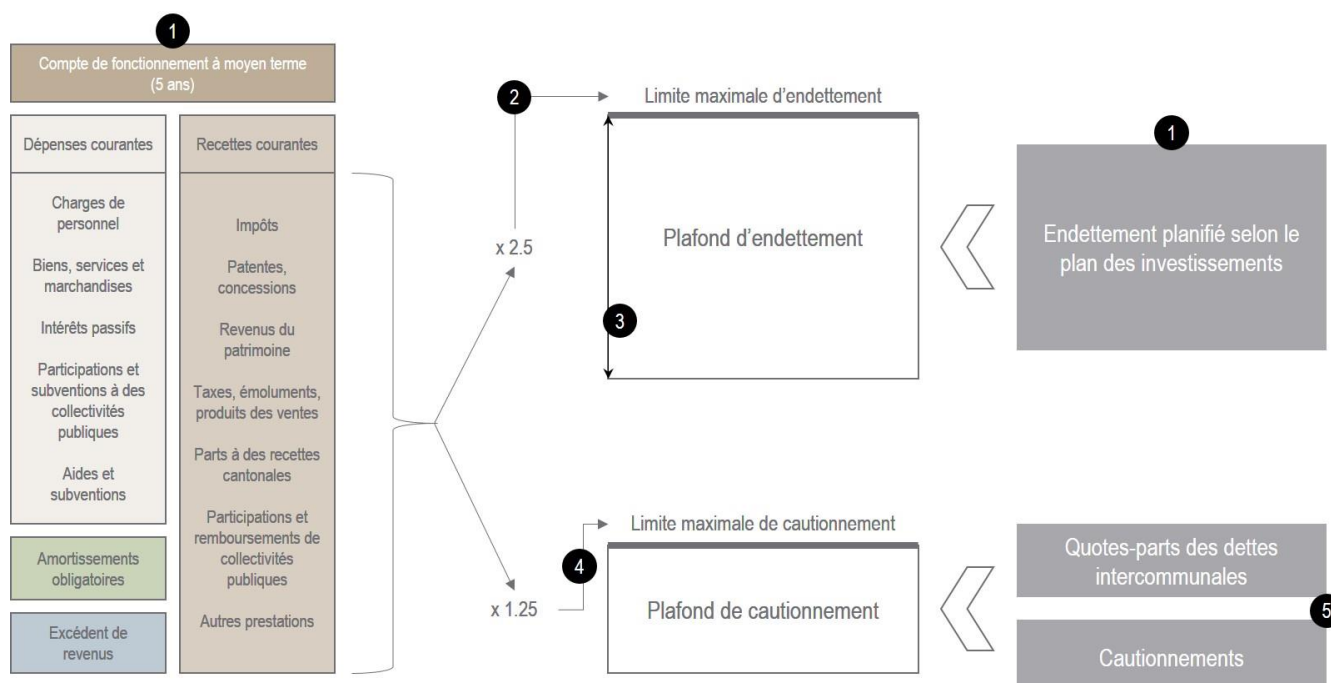 1
Compte de fonctionnement à moyen terme
(5 ans)
Dépenses courantes
Charges de
personnel
Biens, services et
marchandises
Intérêts passifs
Participations et
subventions à des
collectivités
publiques
Aides et
subventions
Amortissements
obligatoires
Excédent de
revenus
Recettes courantes
Impôts
Patentes,
concessions
Revenus du
patrimoine
Taxes, émoluments,
produits des ventes
Parts à des recettes
cantonales
Participations et
remboursements de
collectivités
publiques
Autres prestations
x 2.5
2
Limite maximale d'endettement
Plafond d'endettement
3
1
Endettement planifié selon le
plan des investissements
x 1.25
4
Limite maximale de cautionnement
Plafond de cautionnement
Quotes-parts des dettes
intercommunales
5
Cautionnements